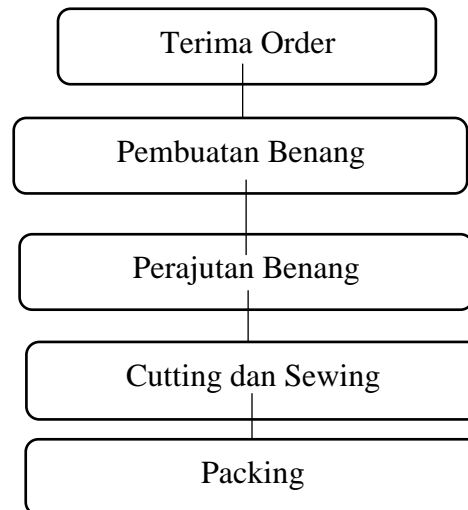 Terima Order
Pembuatan Benang
Perajutan Benang
Cutting dan Sewing
Packing